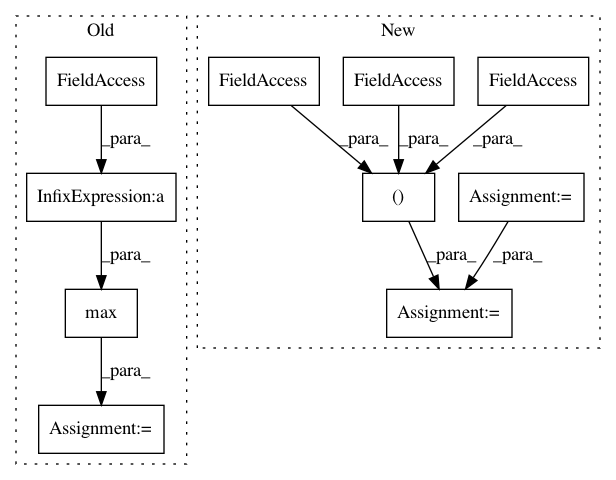 Old
New
FieldAccess
FieldAccess
FieldAccess
FieldAccess
_para_
_para_
_para_
_para_
InfixExpression:a
()
Assignment:=
_para_
_para_
_para_
max
Assignment:=
_para_
Assignment:=